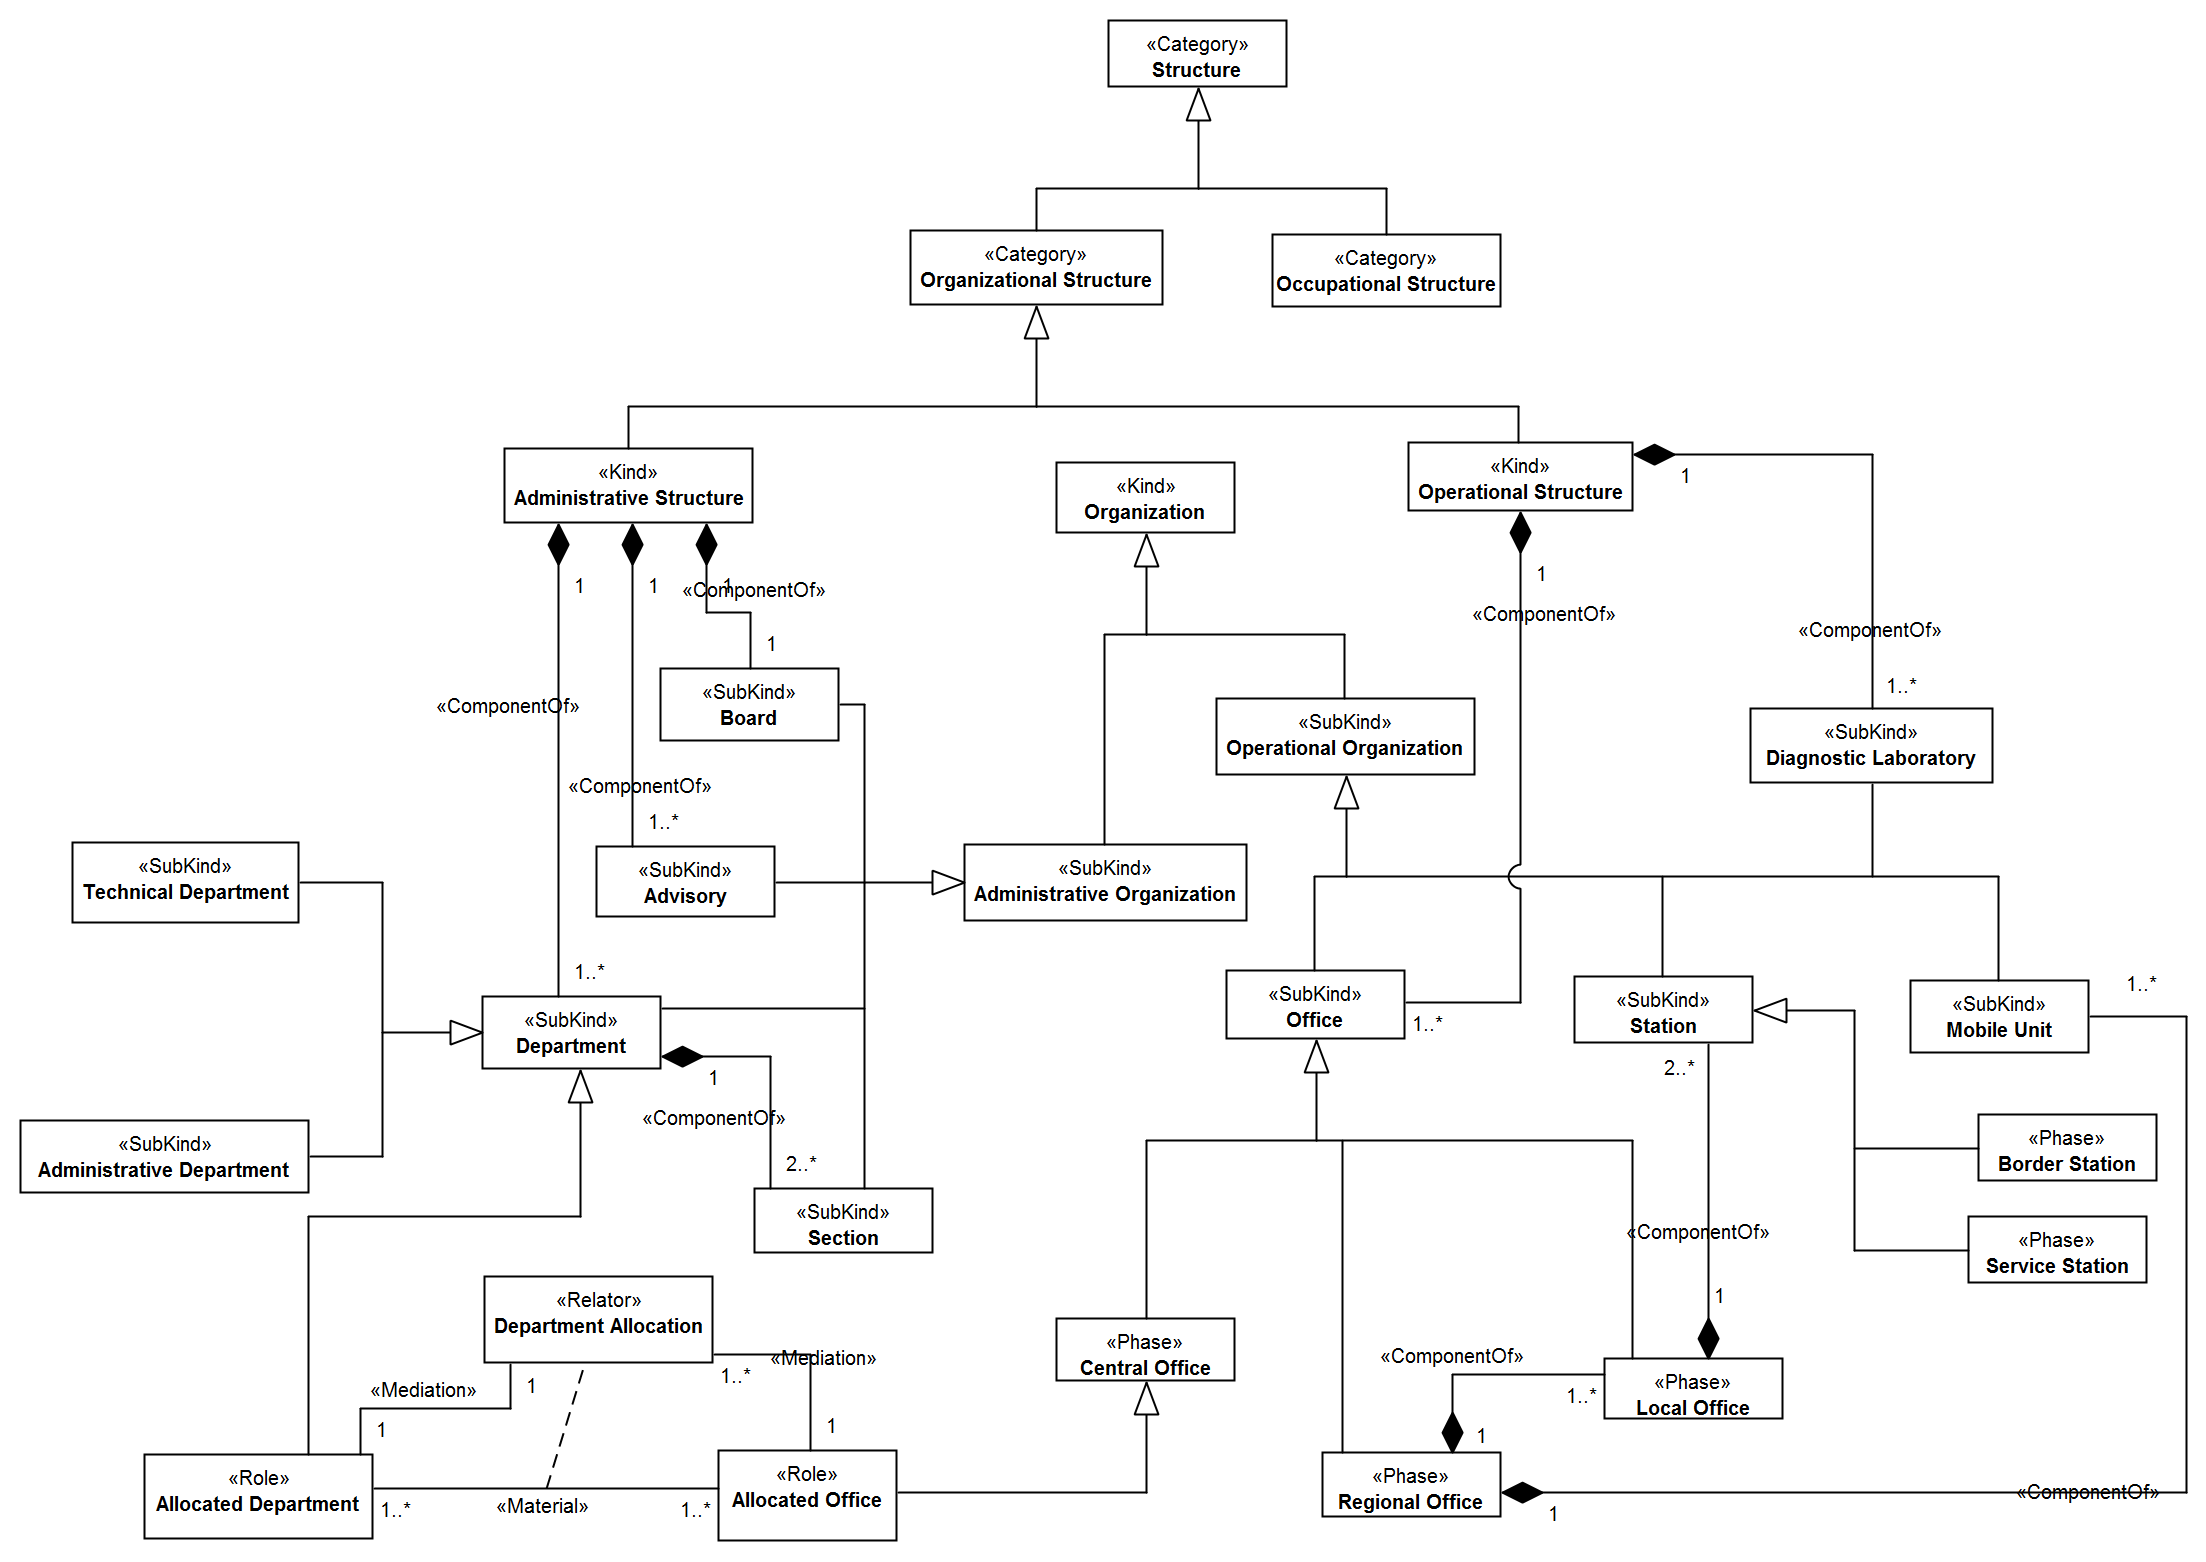 «Category»
Structure
«Category»
Organizational Structure
«Category»
Occupational Structure
«Kind»
Administrative Structure
«Kind»
Organization
«Kind»
Operational Structure
1
1
1
1
«ComponentOf»
1
«ComponentOf»
«ComponentOf»
1
1
«ComponentOf»
«SubKind»
Board
«SubKind»
Operational Organization
1..*
«SubKind»
Diagnostic Laboratory
«ComponentOf»
1..*
«SubKind»
Technical Department
«SubKind»
Advisory
«SubKind»
Administrative Organization
1..*
«SubKind»
Department
«SubKind»
Office
1..*
«SubKind»
Station
2..*
«SubKind»
Mobile Unit
1..*
1
«ComponentOf»
2..*
«SubKind»
Administrative Department
«SubKind»
Section
«Phase»
Border Station
«Phase»
Service Station
«ComponentOf»
1
«Relator»
Department Allocation
«Mediation»
1..*
«Mediation»
1
1
1
«Phase»
Central Office
«ComponentOf»
1..*
1
«Phase»
Local Office
«Role»
Allocated Department
1..*
«Material»
1..*
«Role»
Allocated Office
«Phase»
Regional Office
1
«ComponentOf»